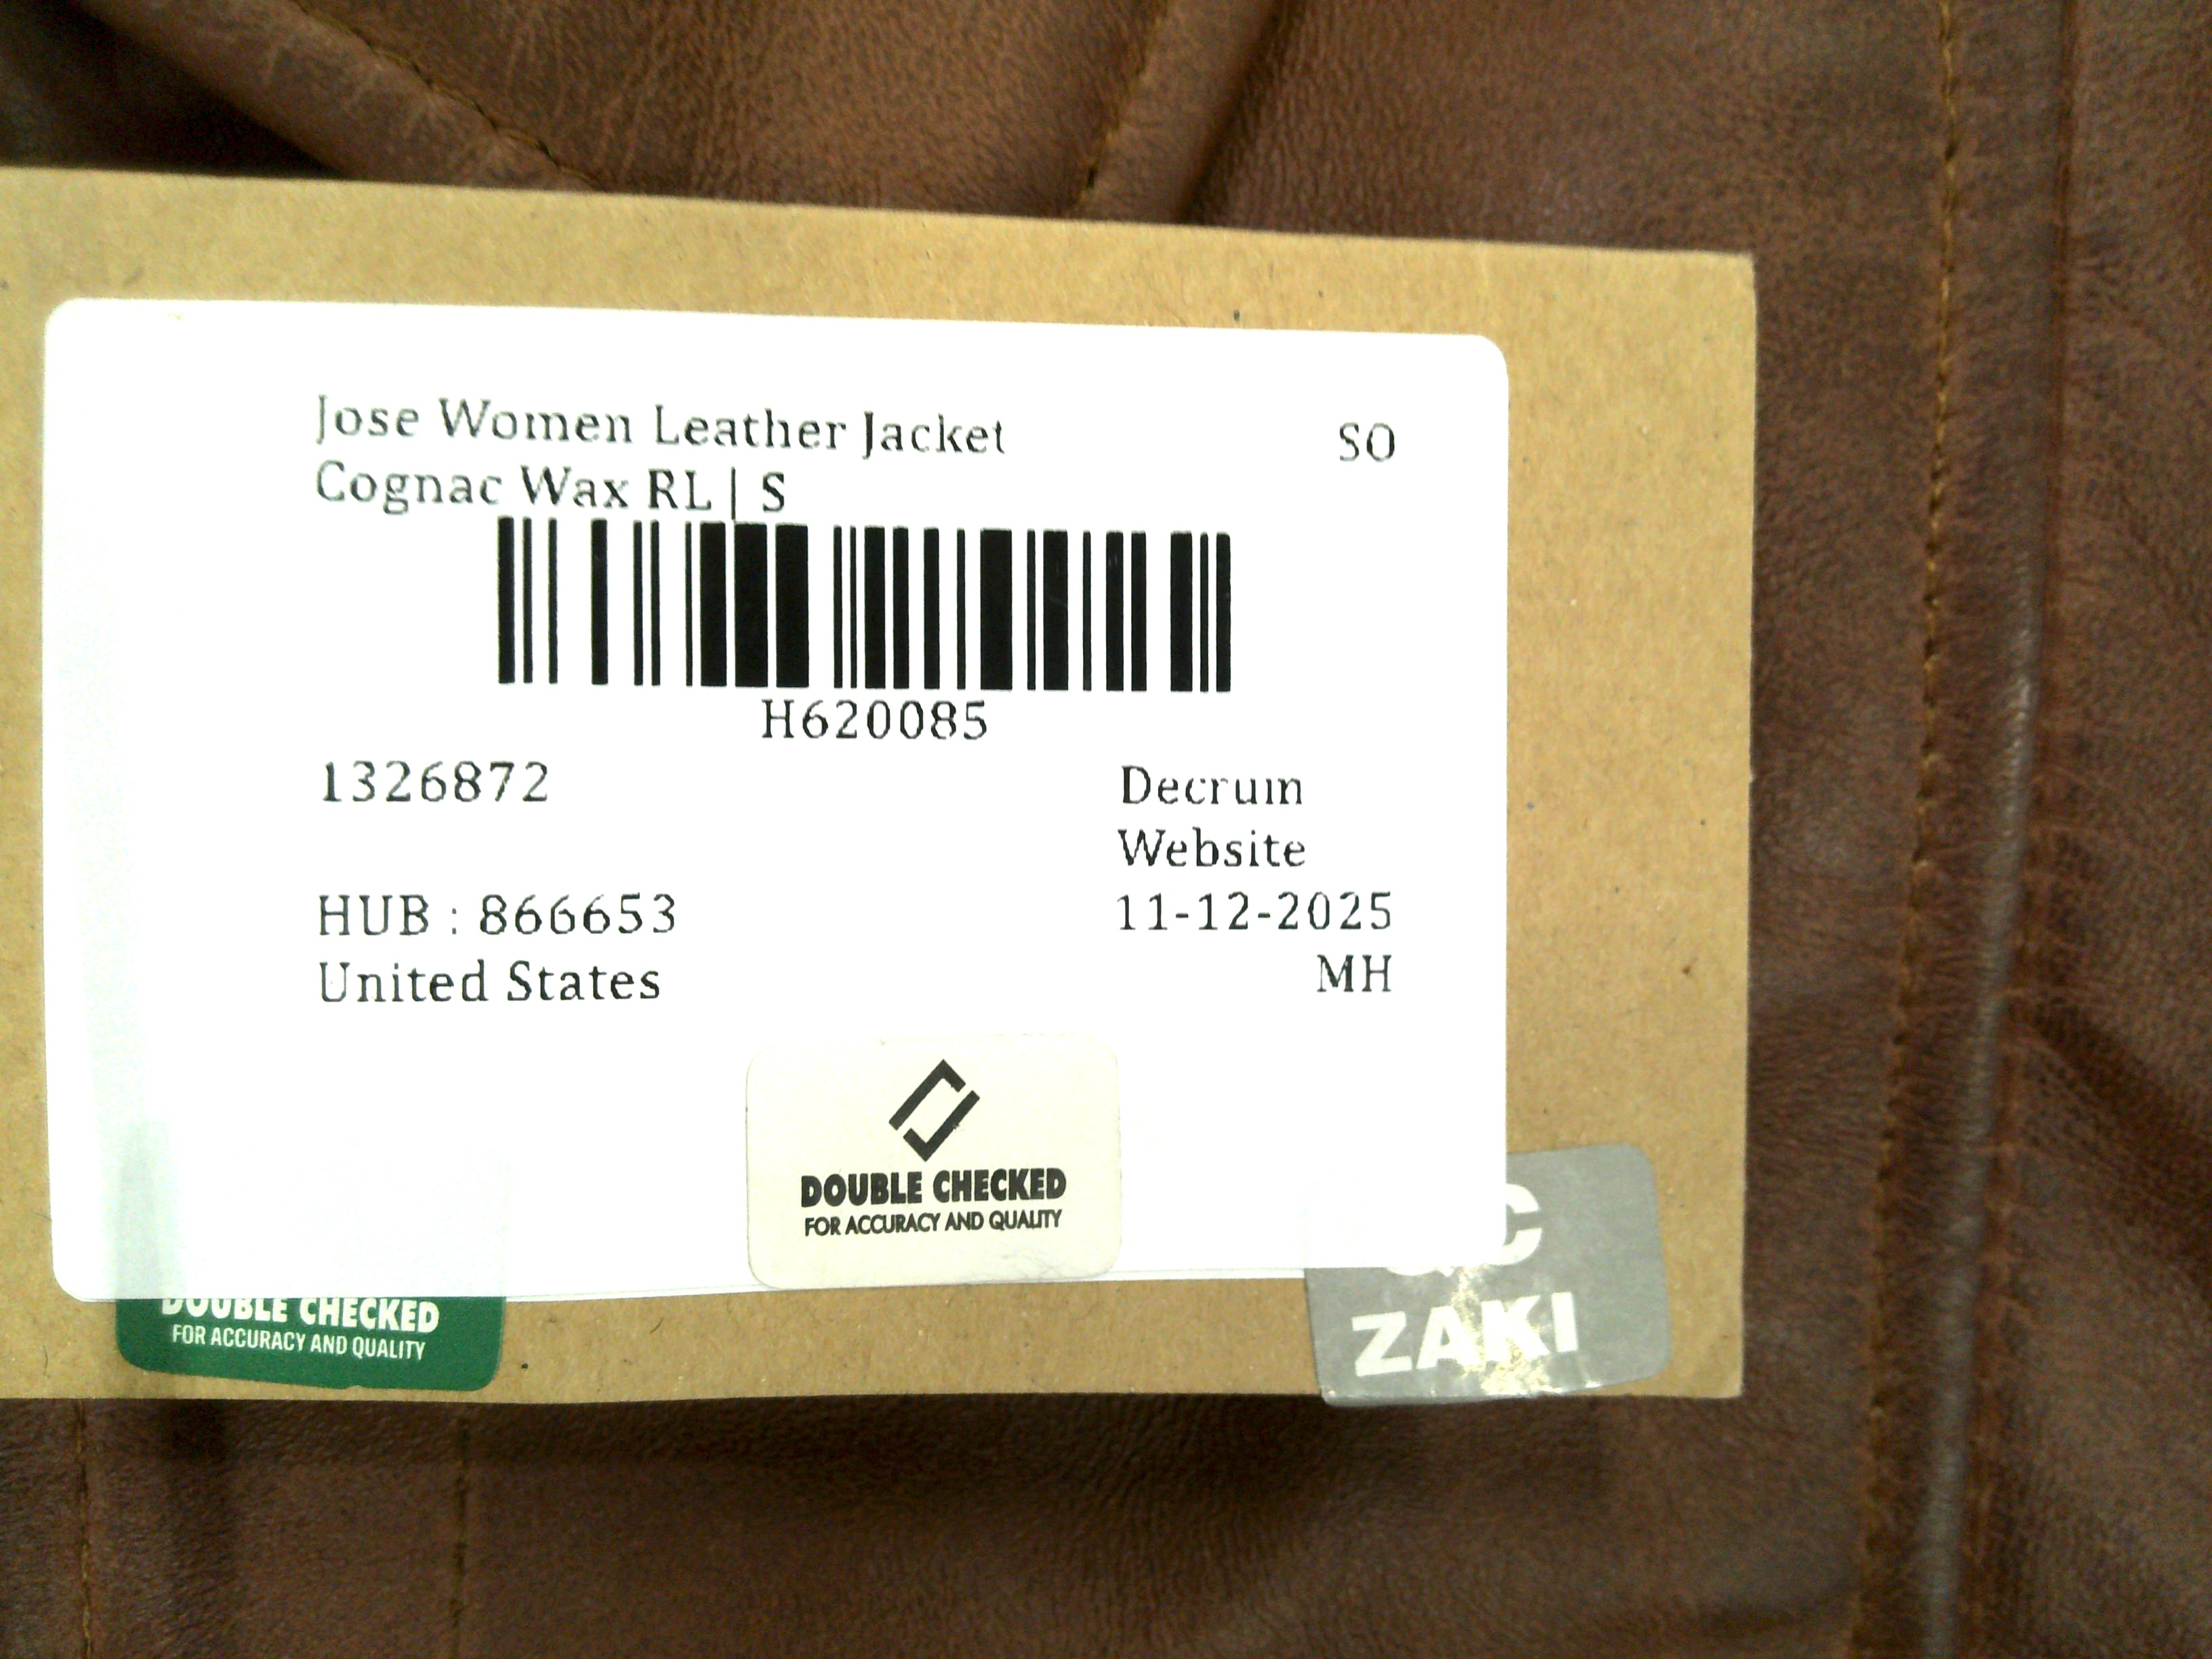 Jose Women Leather Jacket
SO
Cognac Wax RL | S
H620085
1326872
Decrum
Website
HUB : 866653
11-12-2025
United States
MH
DOUBLE CHECKED
FOR ACCURACY AND QUALITY
DOUBLE CHECKED
FOR ACCURACY AND QUALITY
QC
ZAKI